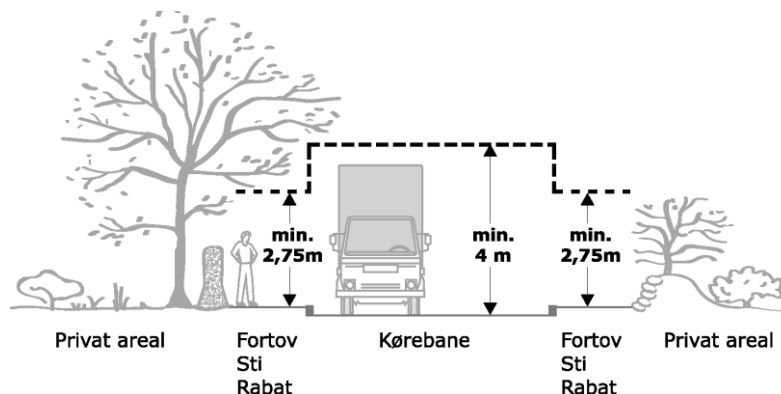 min.
2,75m
min.
4 m
min.
2,75m
Privat areal
Fortov
Sti
Rabat
Kørebane
Fortov
Sti
Rabat
Privat areal